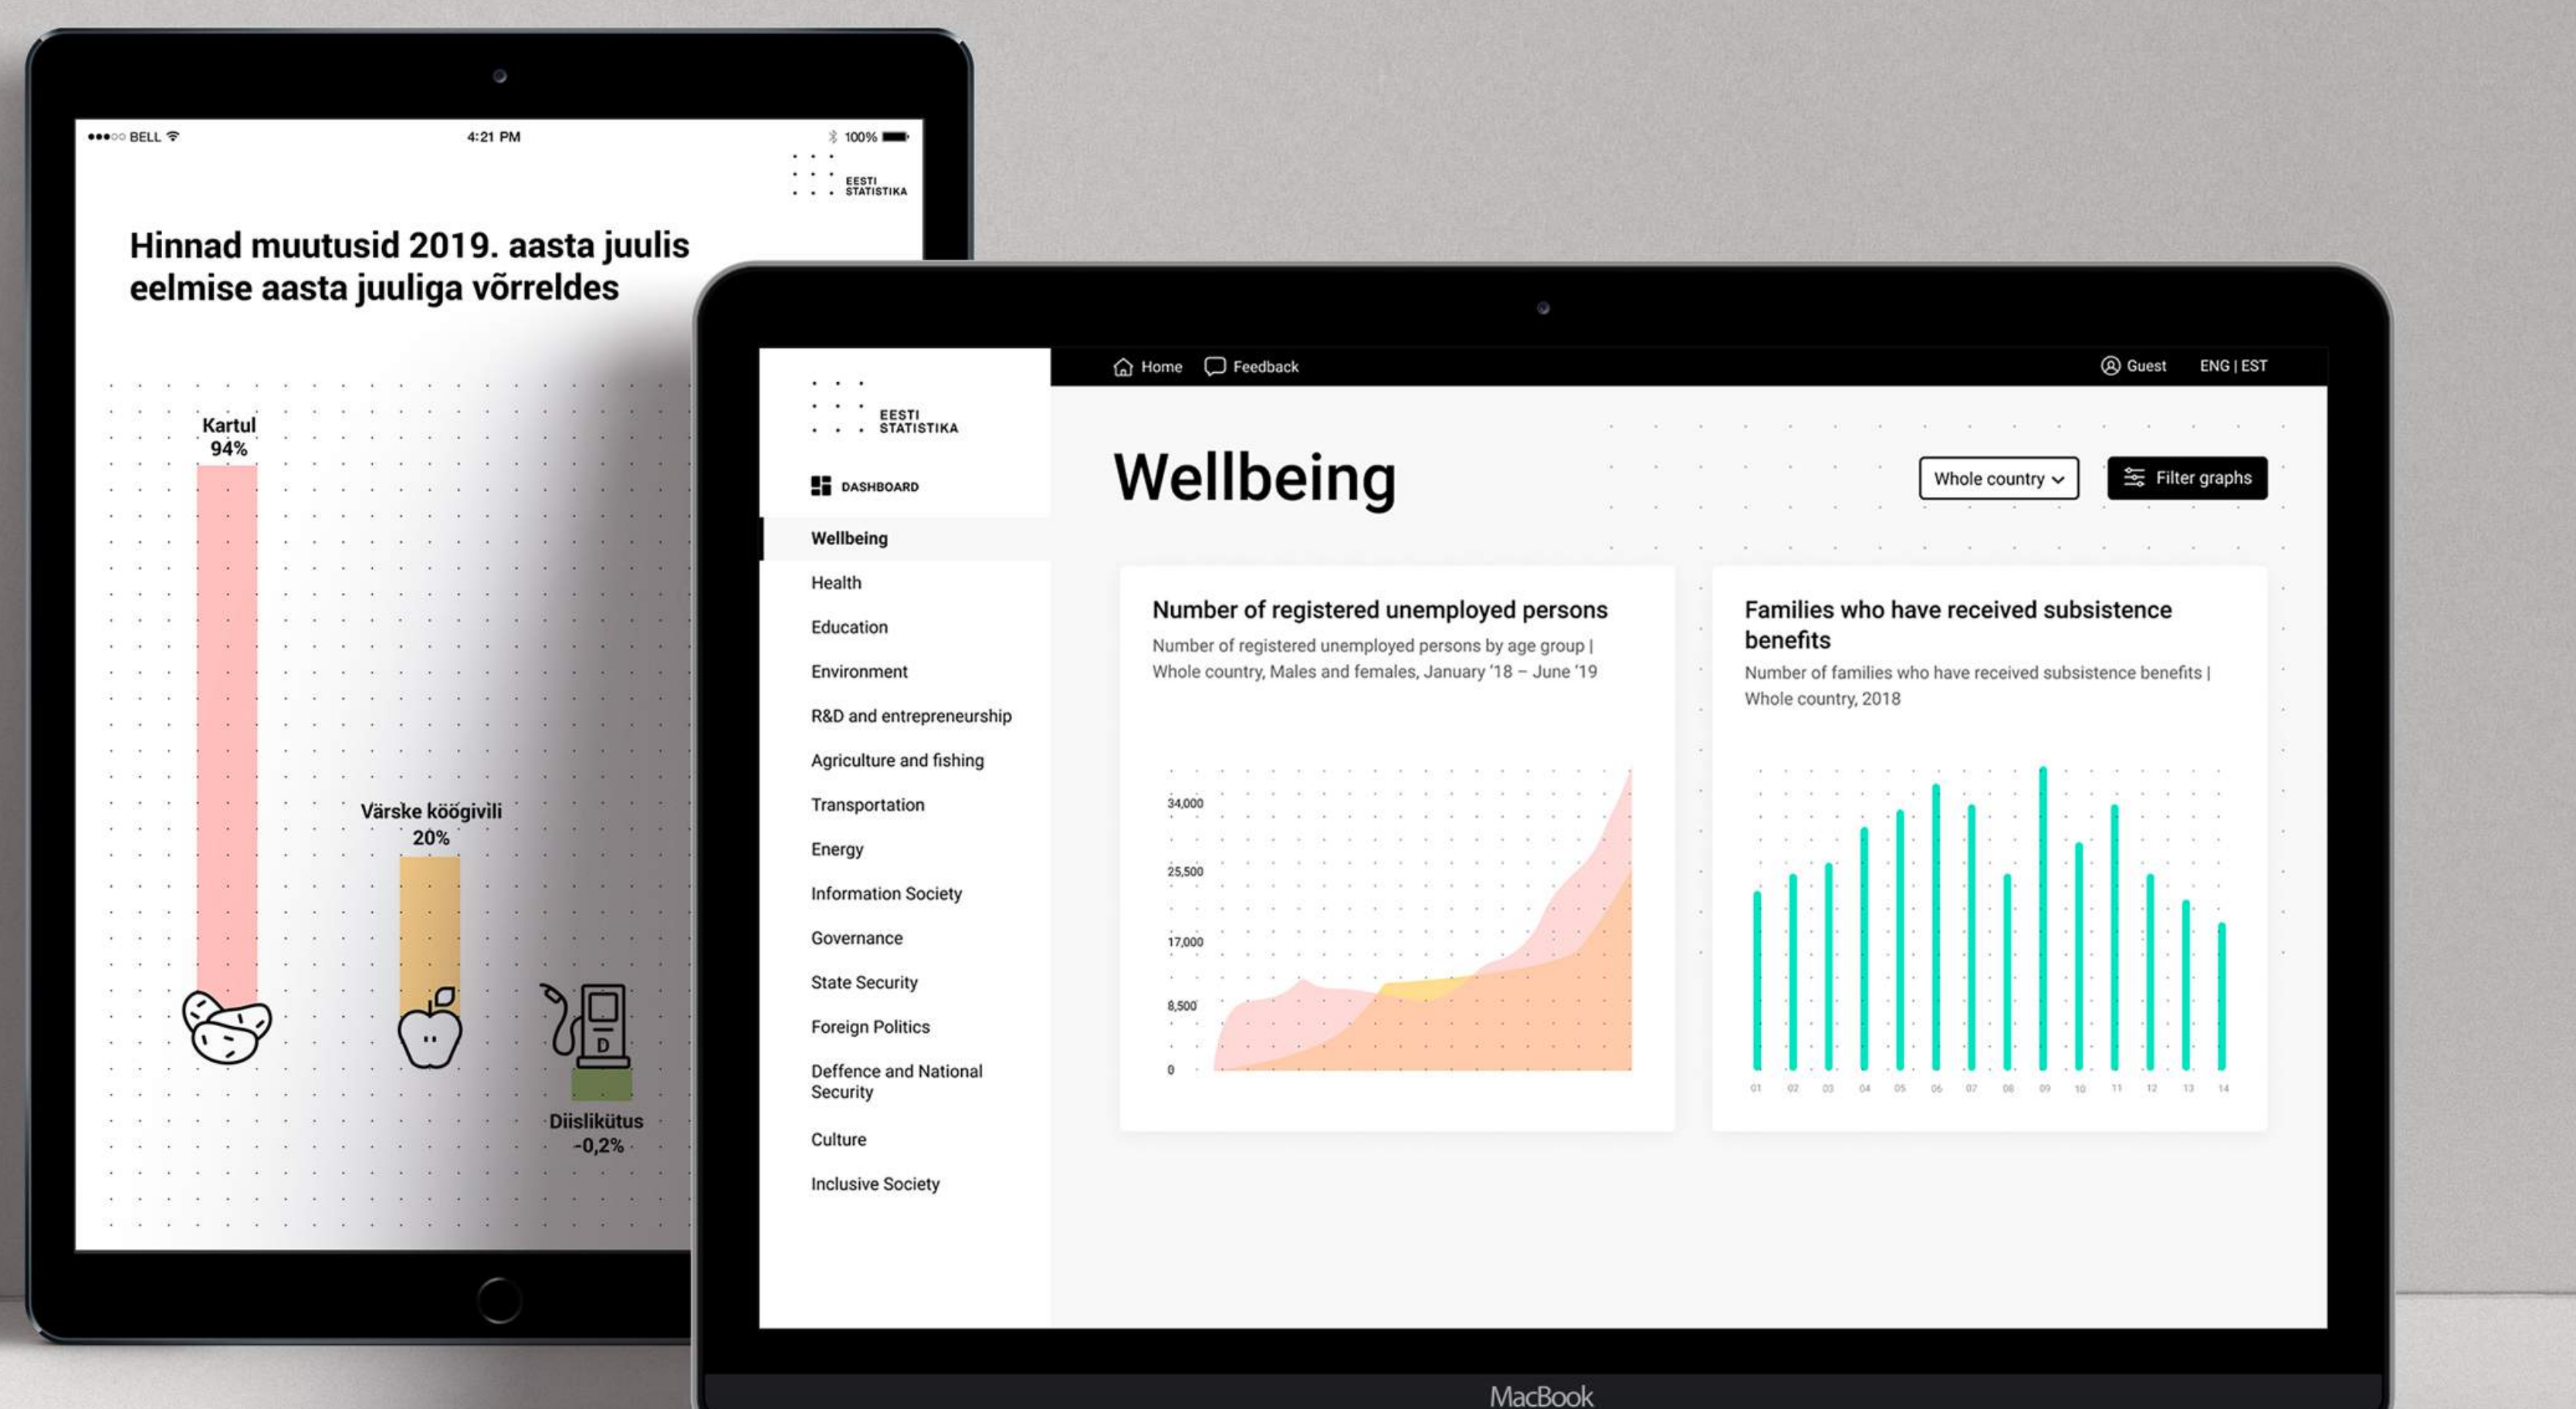 BELL
4:21 PM
100%
EESTI
STATISTIKA
Hinnad muutusid 2019. aasta juulis
eelmise aasta juuliga võrreldes
Kartul
94%
Värske köögivili
20%
D
Diislikütus
-0,2%
EESTI
STATISTIKA
DASHBOARD
Wellbeing
Health
Education
Environment
R&D and entrepreneurship
Agriculture and fishing
Transportation
Energy
Information Society
Governance
State Security
Foreign Politics
Deffence and National
Security
Culture
Inclusive Society
Home
Feedback
Guest
ENG | EST
Wellbeing
Whole country
Filter graphs
Number of registered unemployed persons
Number of registered unemployed persons by age group |
Whole country, Males and females, January ‘18 – June ‘19
34,000
25,500
17,000
8,500
0
Families who have received subsistence
benefits
Number of families who have received subsistence benefits |
Whole country, 2018
01 02 03 04 05 06 07 08 09 10 11 12 13 14
MacBook